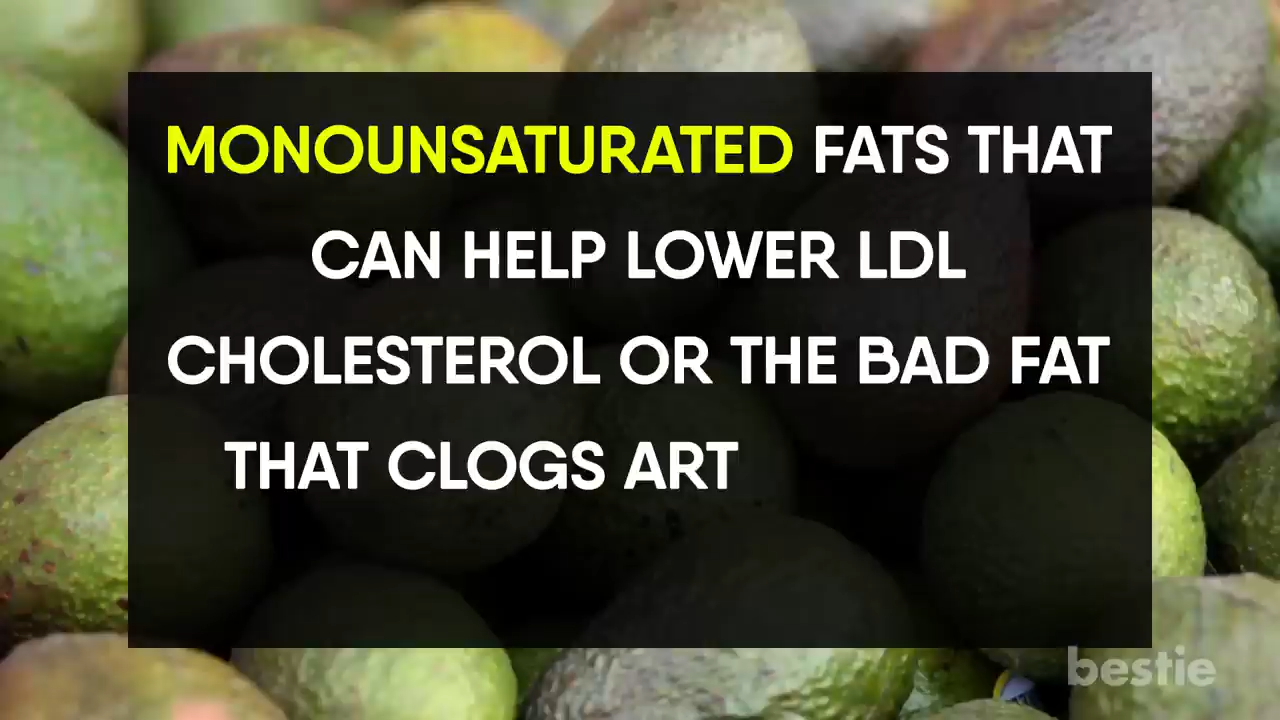 MONOUNSATURATED FATS THAT
CAN HELP LOWER LDL
CHOLESTEROL OR THE BAD FAT
THAT CLOGS ART
bestie